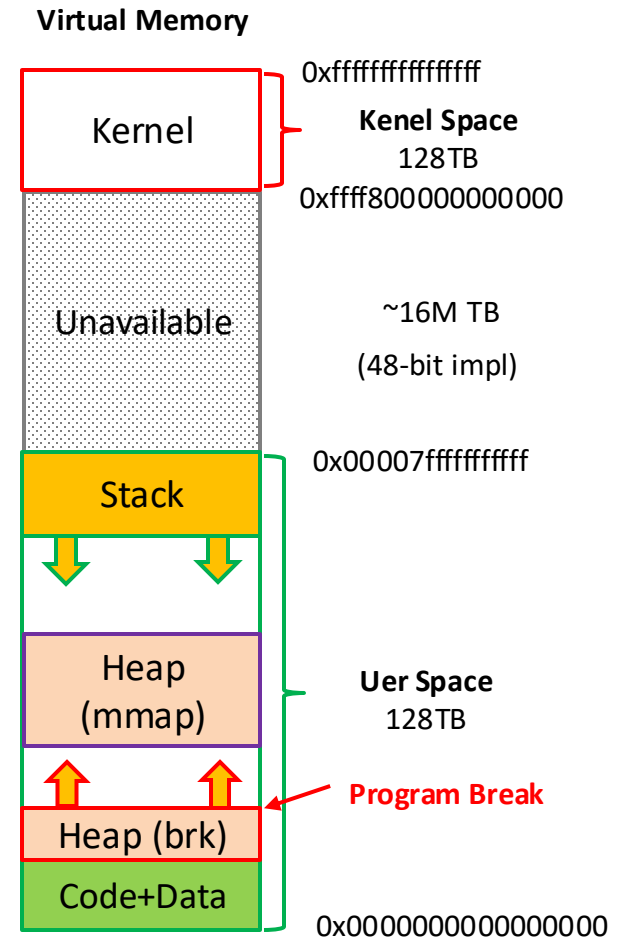 Virtual Memory
0xffffffffffffffff
Kernel
Kenel Space
128TB
0xffff800000000000
Unavailable
~16M TB
(48-bit impl)
0x00007fffffffffff
Stack
Heap
(mmap)
Uer Space
128TB
Program Break
Heap (brk)
Code+Data
0x0000000000000000